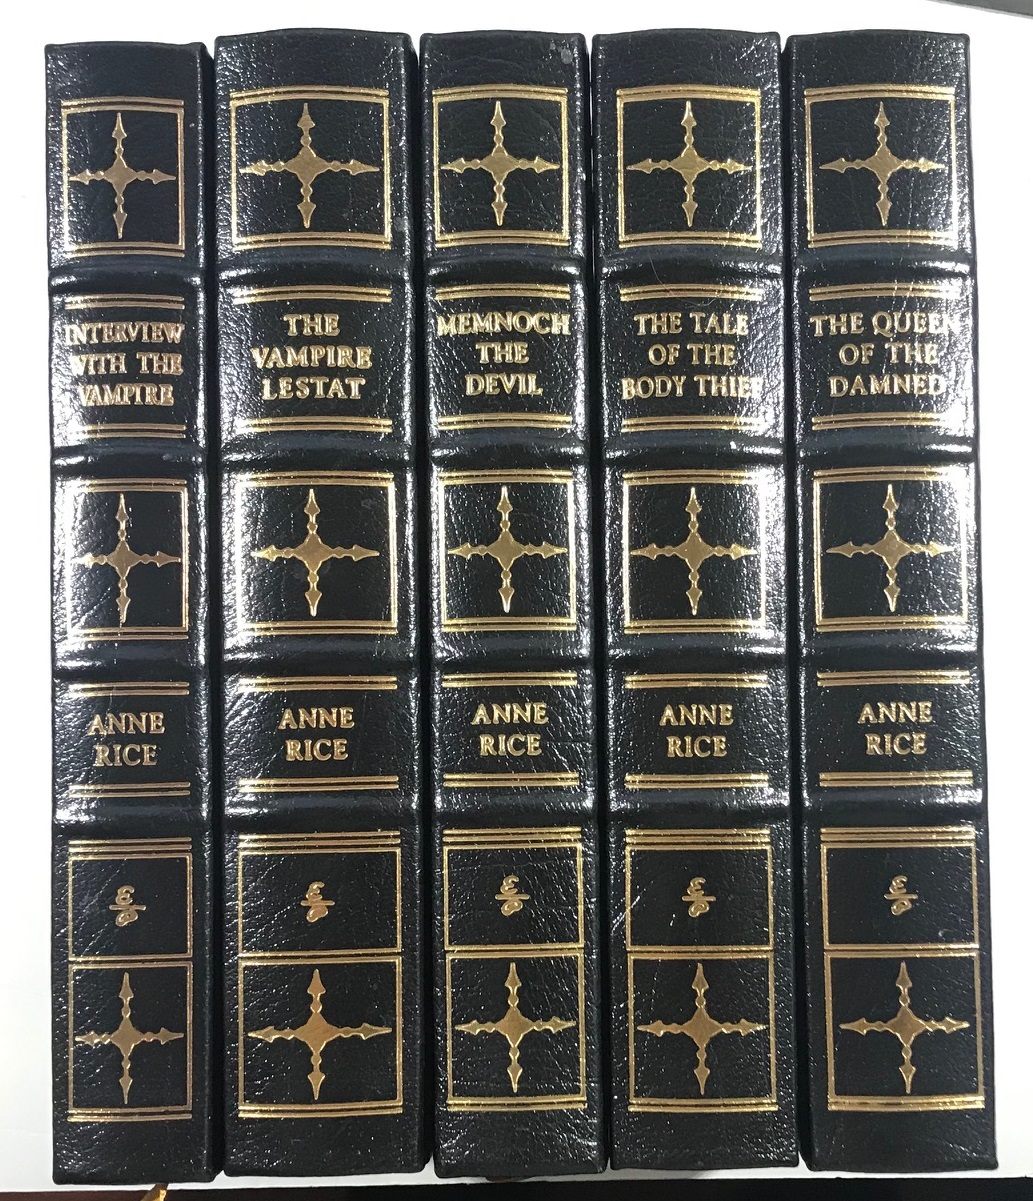 INTERVIEW
WITH THE
VAMPIRE
ANNE
RICE
THE
VAMPIRE
LESTAT
ANNE
RICE
MEMNOCH
THE
DEVIL
ANNE
RICE
THE TALE
OF THE
BODY THIEF
ANNE
RICE
THE QUEEN
OF THE
DAMNED
ANNE
RICE